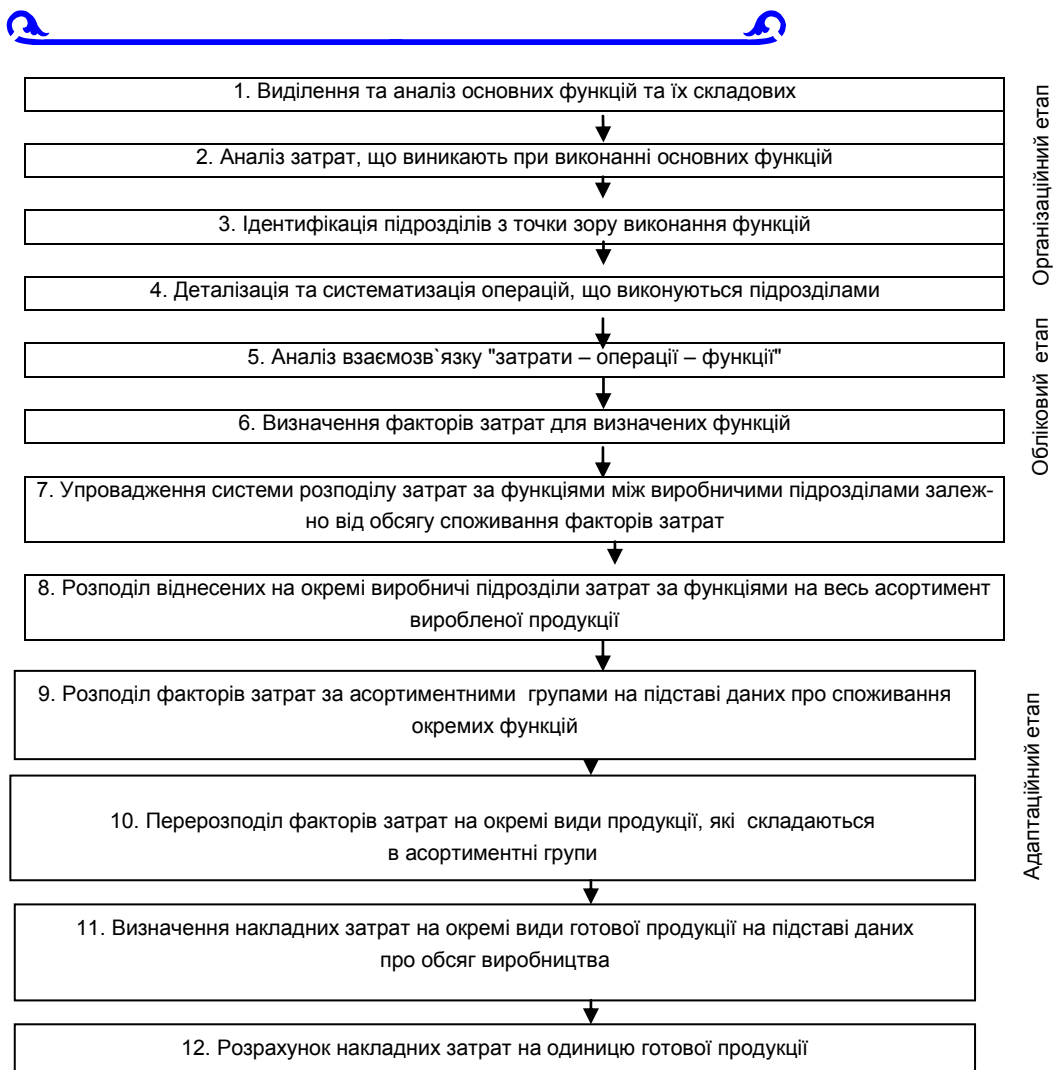 1. Виділення та аналіз основних функцій та їх складових
2. Аналіз затрат, що виникають при виконанні основних функцій
3. Ідентифікація підрозділів з точки зору виконання функцій
4. Деталізація та систематизація операцій, що виконуються підрозділами
Організаційний етап
5. Аналіз взаємозв`язку "затрати – операції – функції"
6. Визначення факторів затрат для визначених функцій
Обліковий етап
7. Упровадження системи розподілу затрат за функціями між виробничими підрозділами залеж-
но від обсягу споживання факторів затрат
8. Розподіл віднесених на окремі виробничі підрозділи затрат за функціями на весь асортимент
виробленої продукції
9. Розподіл факторів затрат за асортиментними групами на підставі даних про споживання
окремих функцій
10. Перерозподіл факторів затрат на окремі види продукції, які складаються
в асортиментні групи
11. Визначення накладних затрат на окремі види готової продукції на підставі даних
про обсяг виробництва
12. Розрахунок накладних затрат на одиницю готової продукції
Адаптаційний етап